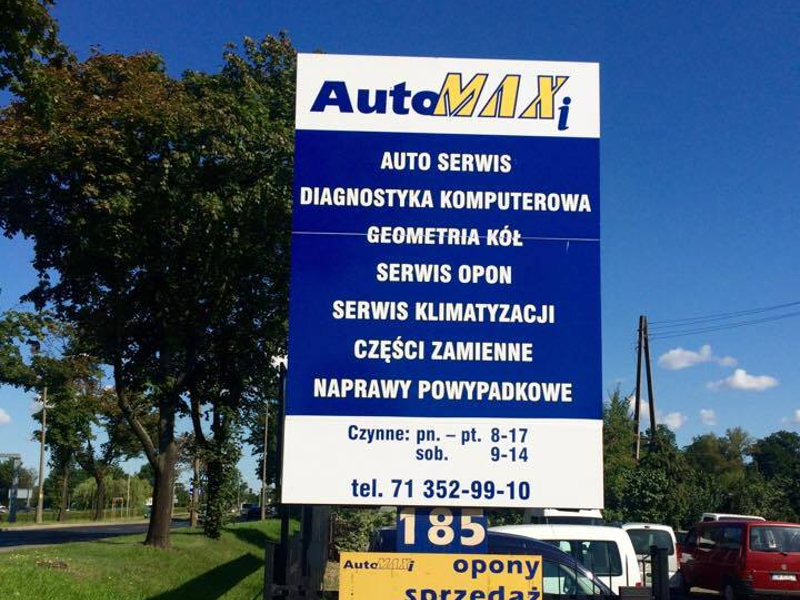 AutoMAXi
AUTO SERWIS
DIAGNOSTYKA KOMPUTEROWA
GEOMETRIA KÓŁ
SERWIS OPON
SERWIS KLIMATYZACJI
CZĘŚCI ZAMIENNE
NAPRAWY POWYPADKOWE
Czynne: pn. – pt. 8-17
sob. 9-14
tel. 71 352-99-10
185
AutoMAXi opony
sprzedaż